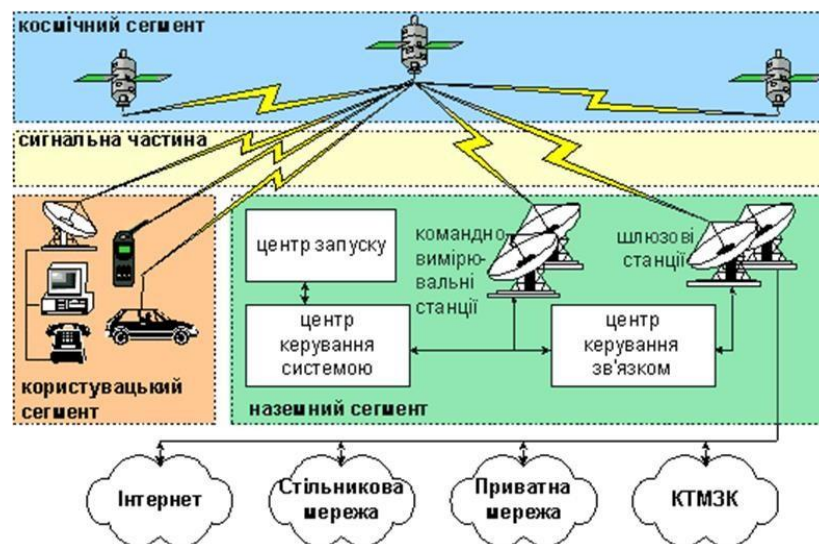 космічний сегмент
сигнальна частина
центр запуску
командно-
вимірю-
вальні
станції
шлюзові
станції
центр
керування
системою
центр
керування
зв'язком
користувацький
сегмент
наземний сегмент
Інтернет
Стільникова
мережа
Приватна
мережа
КТМЗК